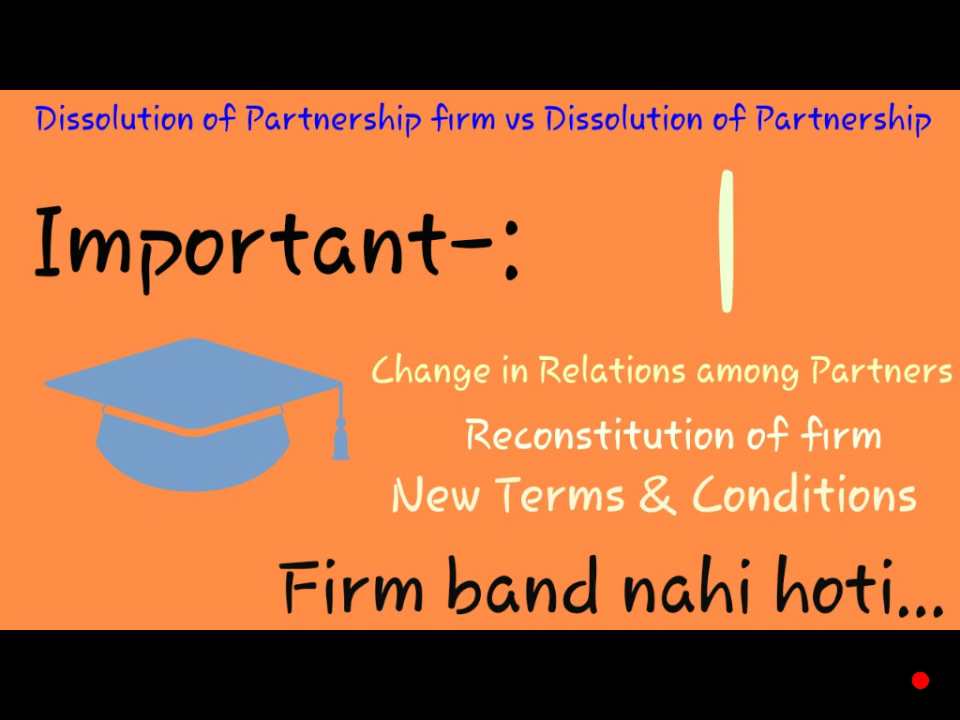 Dissolution of Partnership firm vs Dissolution of Partnership
Important-:
Change in Relations among Partners
Reconstitution of firm
New Terms & Conditions
Firm band nahi hoti...